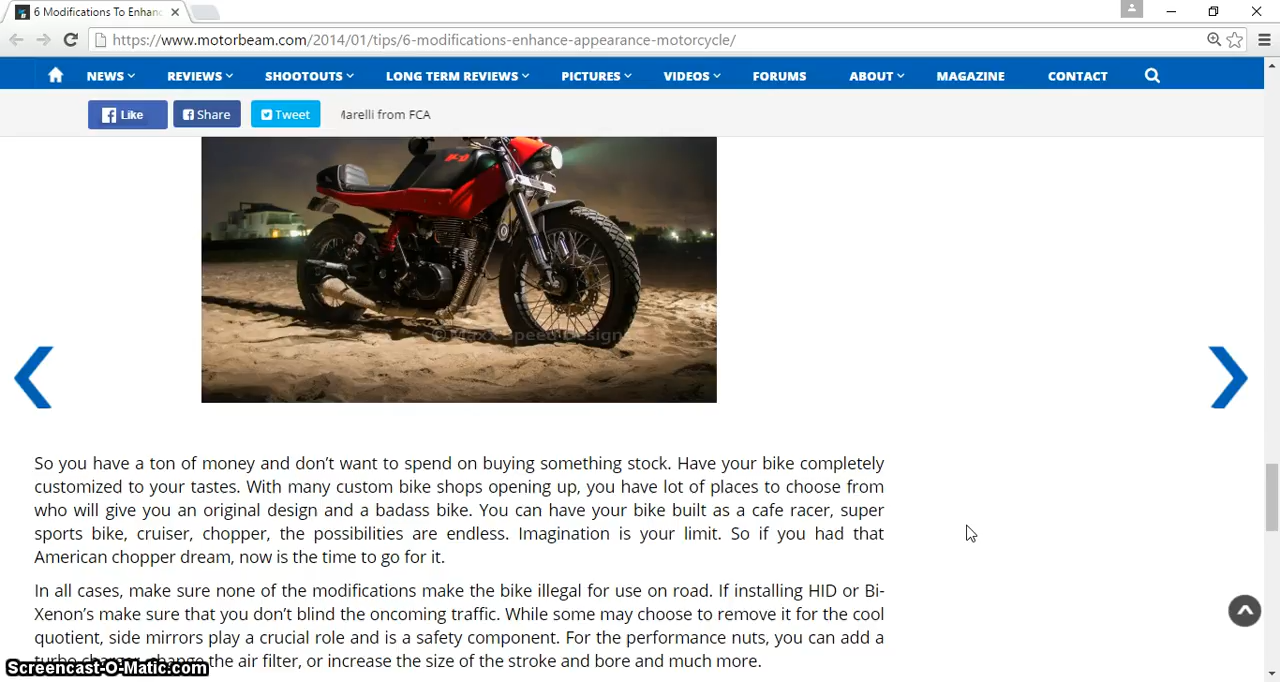 6 Modifications To Enhanc
https://www.motorbeam.com/2014/01/tips/6-modifications-enhance-appearance-motorcycle/
NEWS REVIEWS SHOOTOUTS LONG TERM REVIEWS PICTURES VIDEOS FORUMS ABOUT MAGAZINE CONTACT
Like Share Tweet Marelli from FCA
© Maxx Speed Design
So you have a ton of money and don’t want to spend on buying something stock. Have your bike completely
customized to your tastes. With many custom bike shops opening up, you have lot of places to choose from
who will give you an original design and a badass bike. You can have your bike built as a cafe racer, super
sports bike, cruiser, chopper, the possibilities are endless. Imagination is your limit. So if you had that
American chopper dream, now is the time to go for it.
In all cases, make sure none of the modifications make the bike illegal for use on road. If installing HID or Bi-
Xenon’s make sure that you don’t blind the oncoming traffic. While some may choose to remove it for the cool
quotient, side mirrors play a crucial role and is a safety component. For the performance nuts, you can add a
turbo charger, change the air filter, or increase the size of the stroke and bore and much more.
Screencast-O-Matic.com